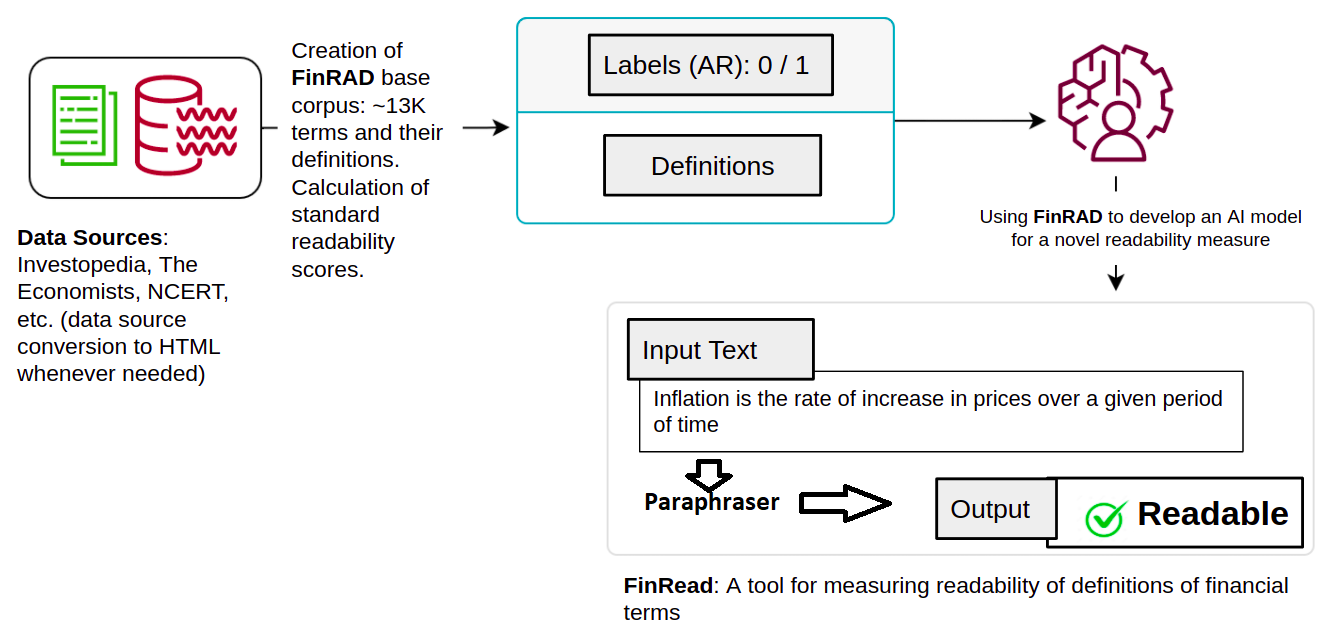 Creation of
FinRAD base
corpus: ~13K
terms and their
definitions.
Calculation of
standard
readability
scores.
Data Sources:
Investopedia, The
Economists, NCERT,
etc. (data source
conversion to HTML
whenever needed)
Labels (AR): 0 / 1
Definitions
Using FinRAD to develop an AI model
for a novel readability measure
Input Text
Inflation is the rate of increase in prices over a given period
of time
Paraphraser
Output
Readable
FinRead: A tool for measuring readability of definitions of financial
terms